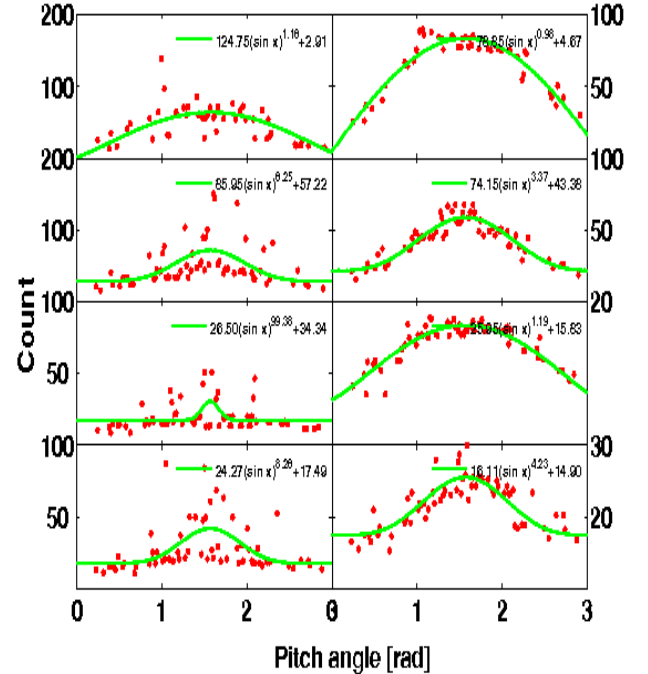 200
100
124.75(sin x)^1.16+2.91
78.85(sin x)^0.98+4.67
100
50
200
100
85.95(sin x)^6.25+57.22
74.15(sin x)^3.37+43.38
100
50
100
50
26.50(sin x)^99.38+34.34
25.95(sin x)^1.19+15.83
20
100
50
24.27(sin x)^8.26+17.49
16.11(sin x)^4.23+14.90
30
20
Count
0 1 2 0 1 2 3
Pitch angle [rad]